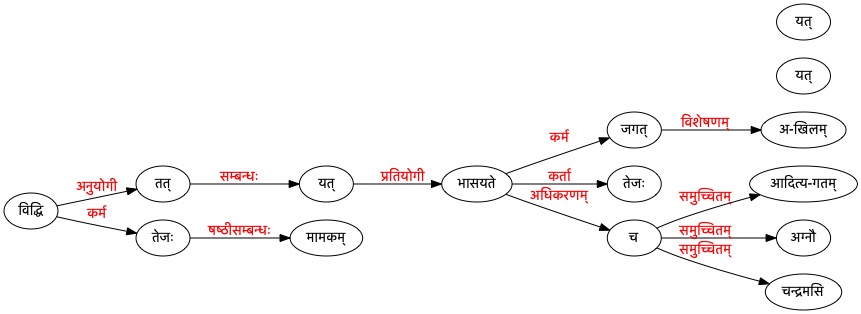 यत्
यत्
जगत्
विशेषणम्
अ-खिलम्
कर्म
विद्धि
अनुयोगी
तत्
सम्बन्धः
यत्
प्रतियोगी
भासयते
कर्ता
तेजः
आदित्य-गतम्
कर्म
तेजः
षष्ठीसम्बन्धः
मामकम्
अधिकरणम्
च
समुच्चितम्
समुच्चितम्
अग्नौ
समुच्चितम्
चन्द्रमसि